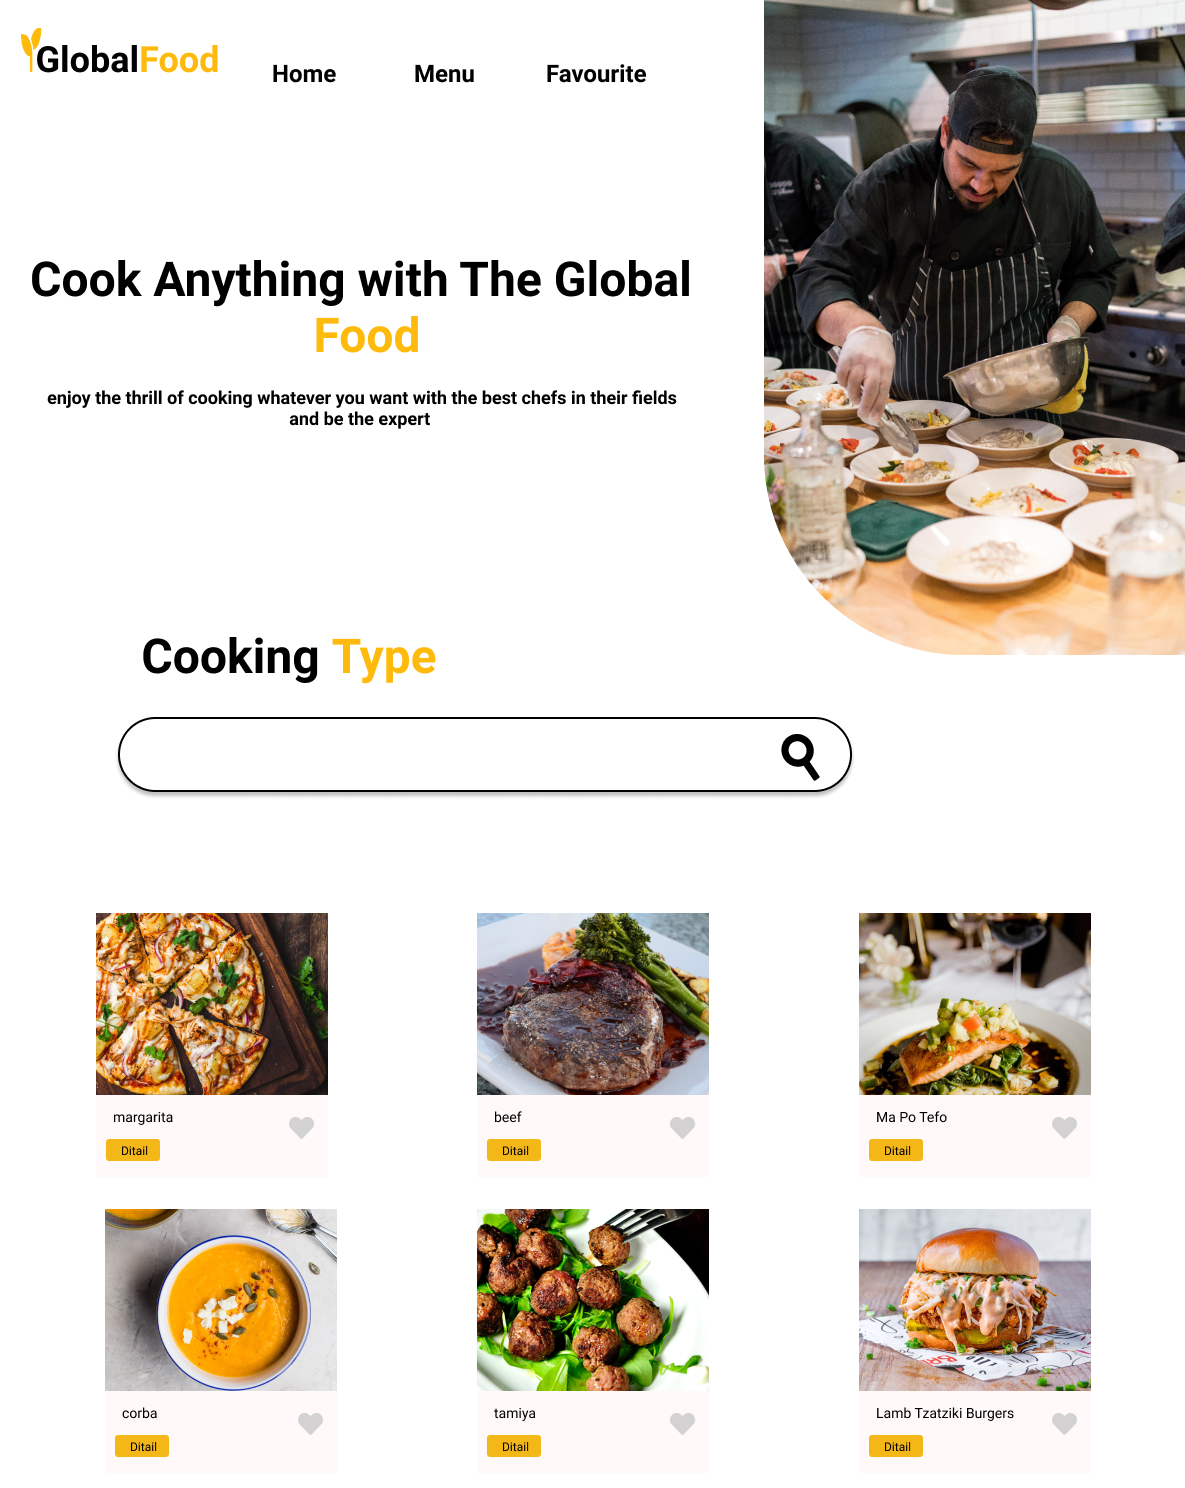 GlobalFood
Home Menu Favourite
Cook Anything with The Global
Food
enjoy the thrill of cooking whatever you want with the best chefs in their fields
and be the expert
Cooking Type
margarita
Ditail
beef
Ditail
Ma Po Tefo
Ditail
corba
Ditail
tamiya
Ditail
Lamb Tzatziki Burgers
Ditail